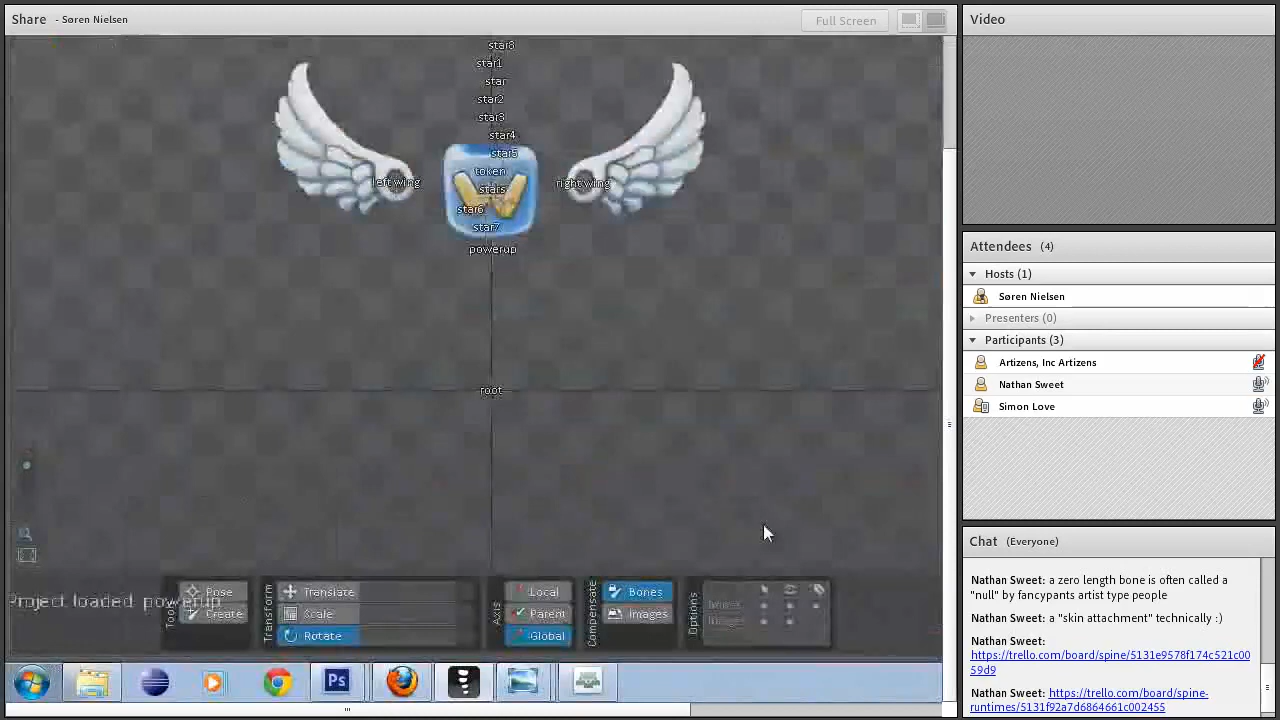 Share - Søren Nielsen
Full Screen
star8
star1
star
star2
star3
star4
star5
token
left wing
right wing
stars
star6
star7
powerup
root
Project loaded: powerup
Tools
Pose
Create
Transform
Translate
Scale
Rotate
Axis
Local
Parent
Global
Compensate
Bones
Images
Options
Bones
Images
Ps
Video
Attendees (4)
Hosts (1)
Søren Nielsen
Presenters (0)
Participants (3)
Artizens, Inc Artizens
Nathan Sweet
Simon Love
Chat (Everyone)
Nathan Sweet: a zero length bone is often called a
"null" by fancypants artist type people
Nathan Sweet: a "skin attachment" technically :)
Nathan Sweet:
https://trello.com/board/spine/5131e9578f174c521c00
59d9
Nathan Sweet: https://trello.com/board/spine-
runtimes/5131f92a7d6864661c002455